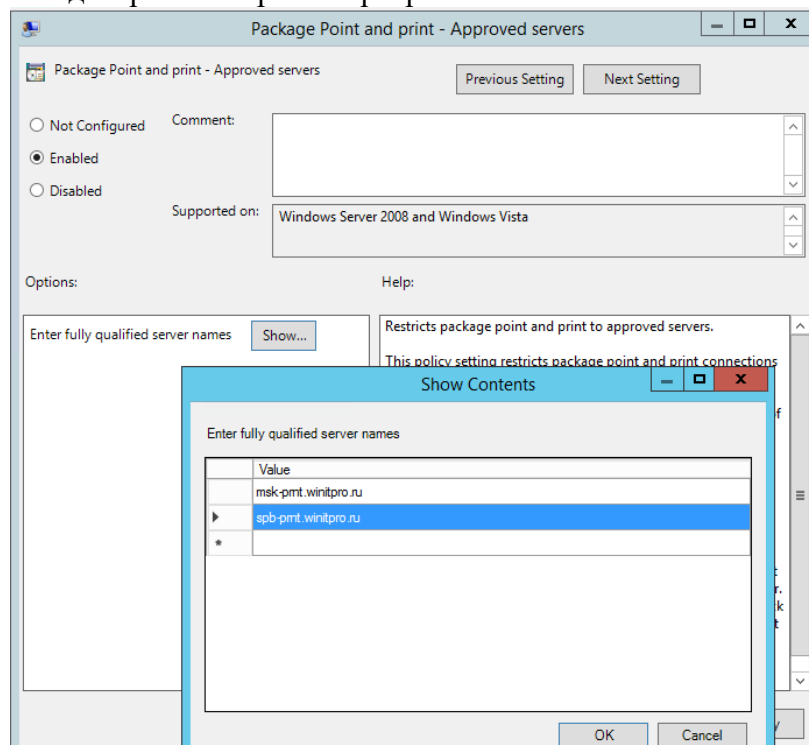 Package Point and print - Approved servers
Package Point and print - Approved servers
Previous Setting
Next Setting
Not Configured
Comment:
Enabled
Disabled
Supported on:
Windows Server 2008 and Windows Vista
Options:
Help:
Enter fully qualified server names
Show...
Restricts package point and print to approved servers.
This policy setting restricts package point and print connections
Show Contents
Enter fully qualified server names
Value
msk-prnt.winitpro.ru
spb-prnt.winitpro.ru
*
OK
Cancel